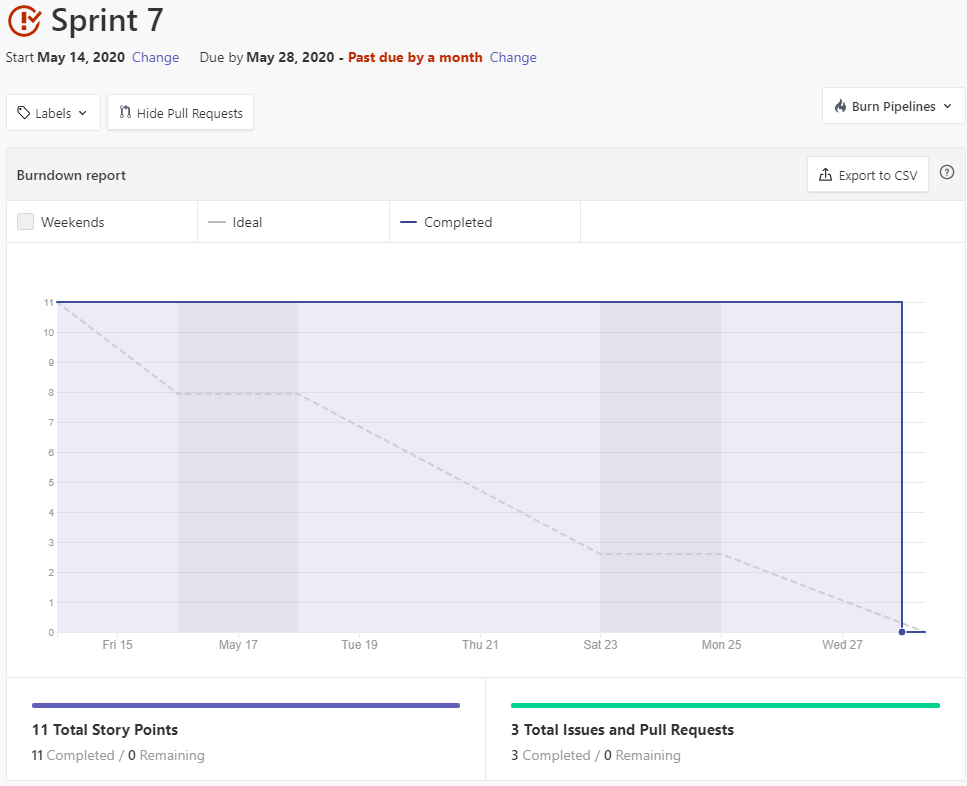 Sprint 7
Start May 14, 2020 Change Due by May 28, 2020 - Past due by a month Change
Labels Hide Pull Requests Burn Pipelines
Burndown report Export to CSV ?
Weekends Ideal Completed
11
10
9
8
7
6
5
4
3
2
1
0
Fri 15 May 17 Tue 19 Thu 21 Sat 23 Mon 25 Wed 27
11 Total Story Points
11 Completed / 0 Remaining
3 Total Issues and Pull Requests
3 Completed / 0 Remaining